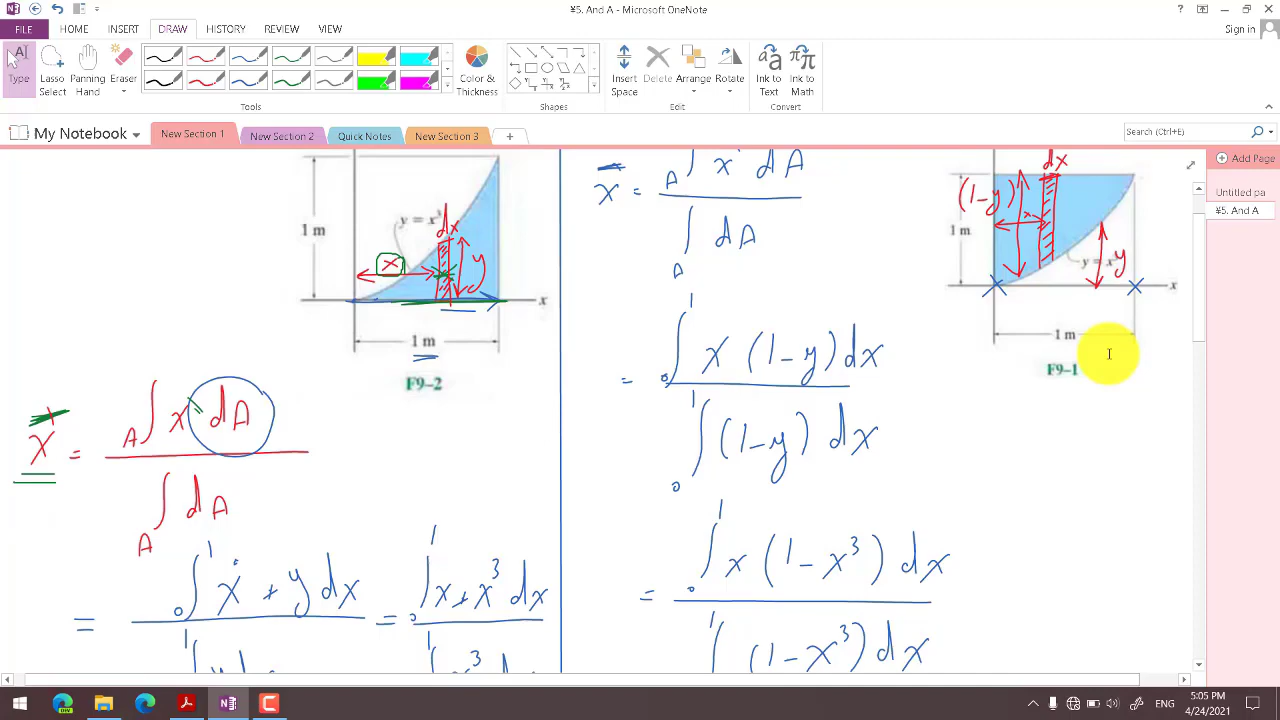 ¥5. And A - Microsoft OneNote
FILE HOME INSERT DRAW HISTORY REVIEW VIEW
Sign in
Type
Lasso Select
Panning Hand
Eraser
Color & Thickness
Insert Space
Delete
Arrange
Rotate
Ink to Text
Ink to Math
Tools
Shapes
Edit
Convert
My Notebook
New Section 1
New Section 2
Quick Notes
New Section 3
Search (Ctrl+E)
Add Page
Untitled pa
¥5. And A
1 m
y = x³
dx
x
y
x
1 m
F9–2
x̄ = ∫A x dA
∫A dA
= ∫₀¹ x * y dx = ∫₀¹ x * x³ dx
x̄ = ∫A x dA
∫A dA
= ∫₀¹ x (1-y) dx
∫₀¹ (1-y) dx
= ∫₀¹ x (1-x³) dx
∫ (1-x³) dx
dx
(1-y)
x
1 m
y
x
1 m
F9–1
ENG
5:05 PM
4/24/2021